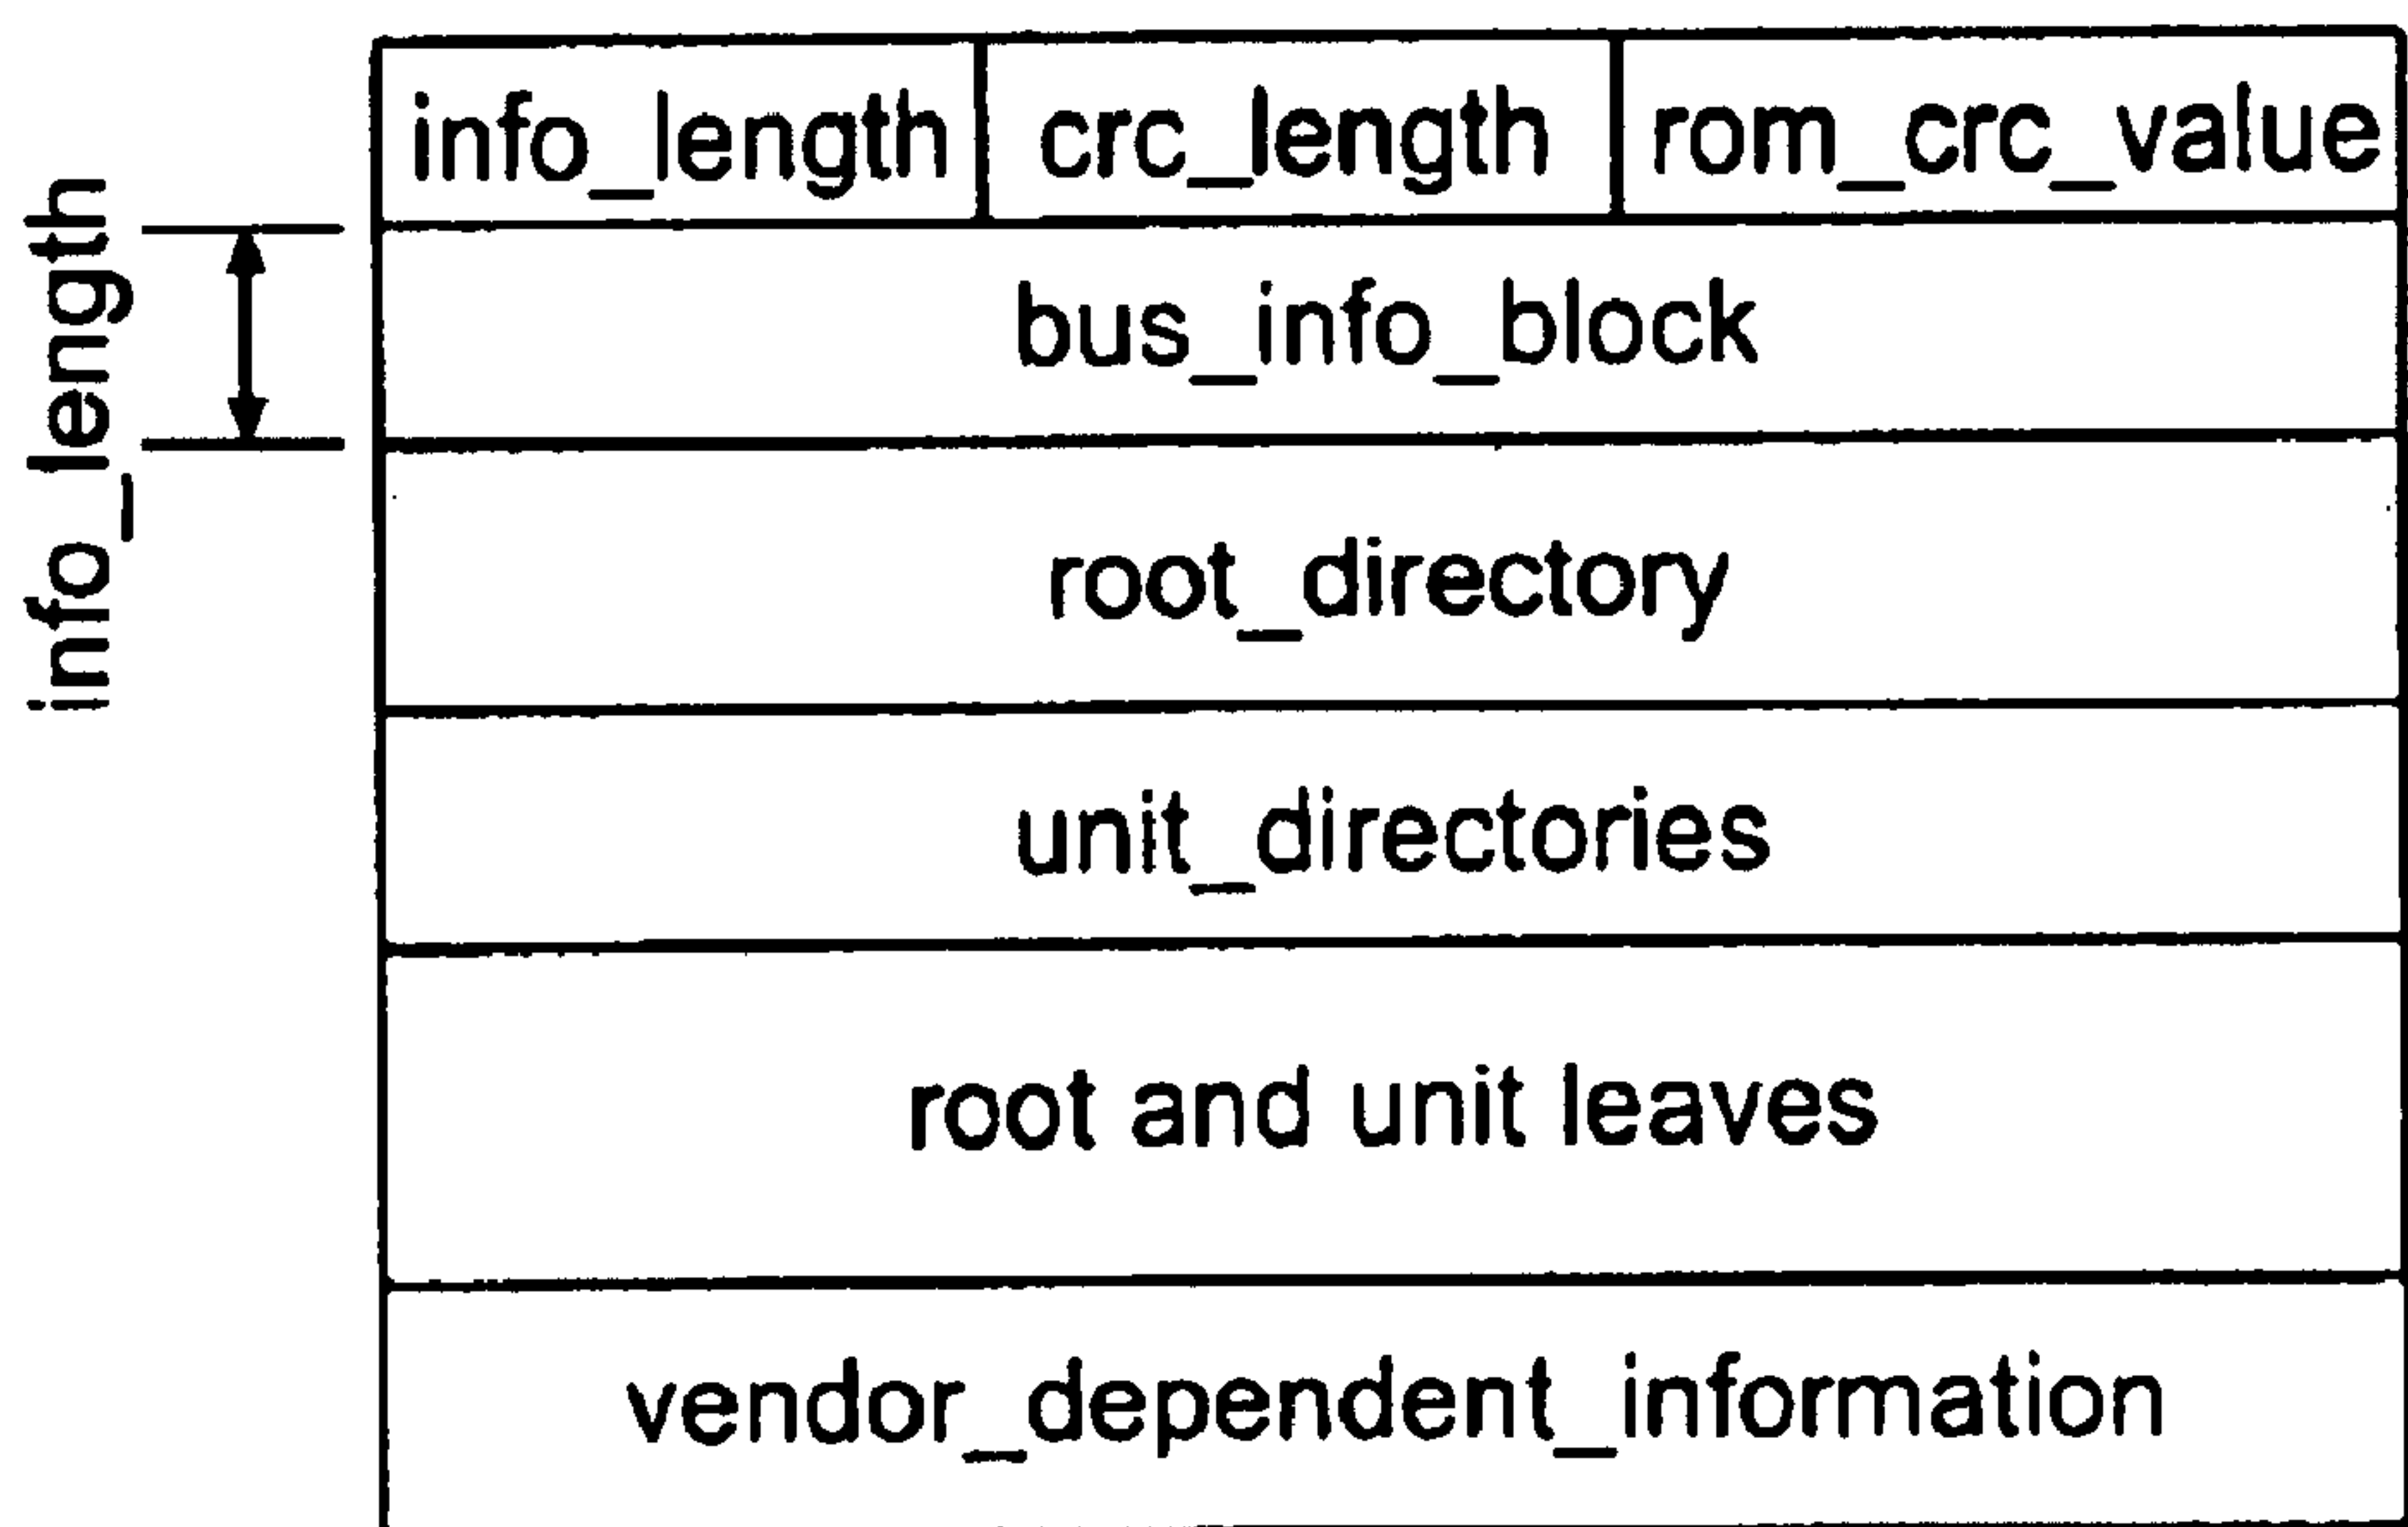 info_length crc_length rom_crc_value
info_length
bus_info_block
root_directory
unit_directories
root and unit leaves
vendor_dependent_information